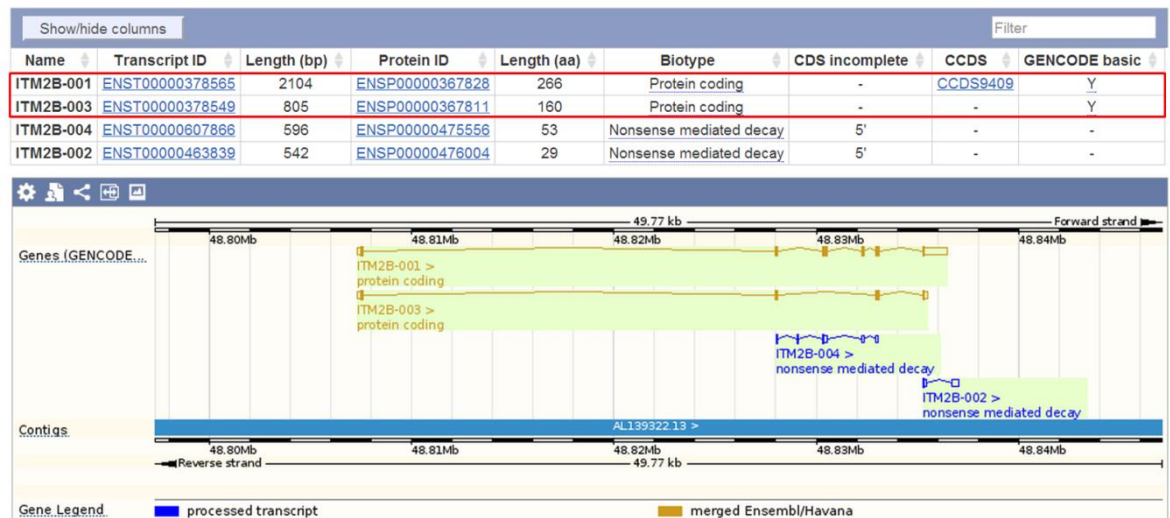 Show/hide columns Filter
Name Transcript ID Length (bp) Protein ID Length (aa) Biotype CDS incomplete CCDS GENCODE basic
ITM2B-001 ENST00000378565 2104 ENSP00000367828 266 Protein coding - CCDS9409 Y
ITM2B-003 ENST00000378549 805 ENSP00000367811 160 Protein coding - - Y
ITM2B-004 ENST00000607866 596 ENSP00000475556 53 Nonsense mediated decay 5' - -
ITM2B-002 ENST00000463839 542 ENSP00000476004 29 Nonsense mediated decay 5' - -
49.77 kb Forward strand
48.80Mb 48.81Mb 48.82Mb 48.83Mb 48.84Mb
Genes (GENCODE...
ITM2B-001 >
protein coding
ITM2B-003 >
protein coding
ITM2B-004 >
nonsense mediated decay
ITM2B-002 >
nonsense mediated decay
Contigs AL139322.13 >
48.80Mb 48.81Mb 48.82Mb 48.83Mb 48.84Mb
Reverse strand 49.77 kb
Gene Legend processed transcript merged Ensembl/Havana